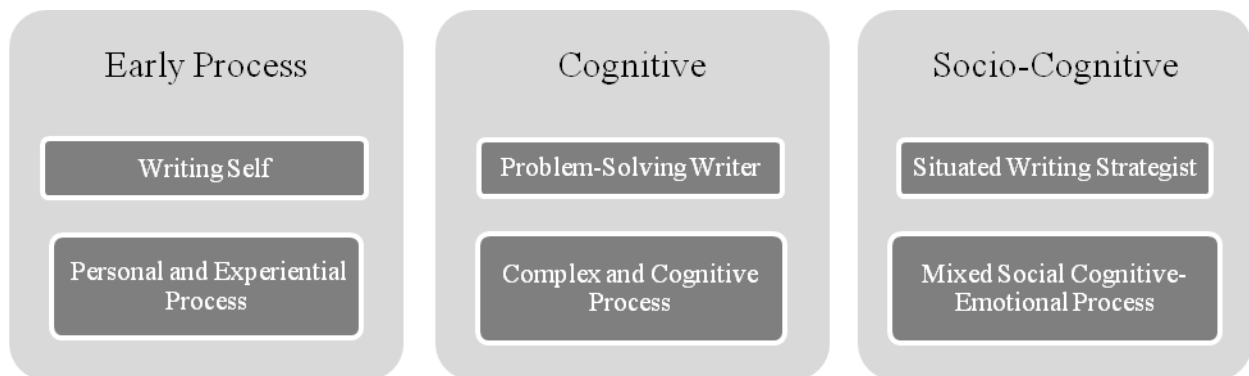 Early Process
Writing Self
Personal and Experiential
Process
Cognitive
Problem-Solving Writer
Complex and Cognitive
Process
Socio-Cognitive
Situated Writing Strategist
Mixed Social Cognitive-
Emotional Process